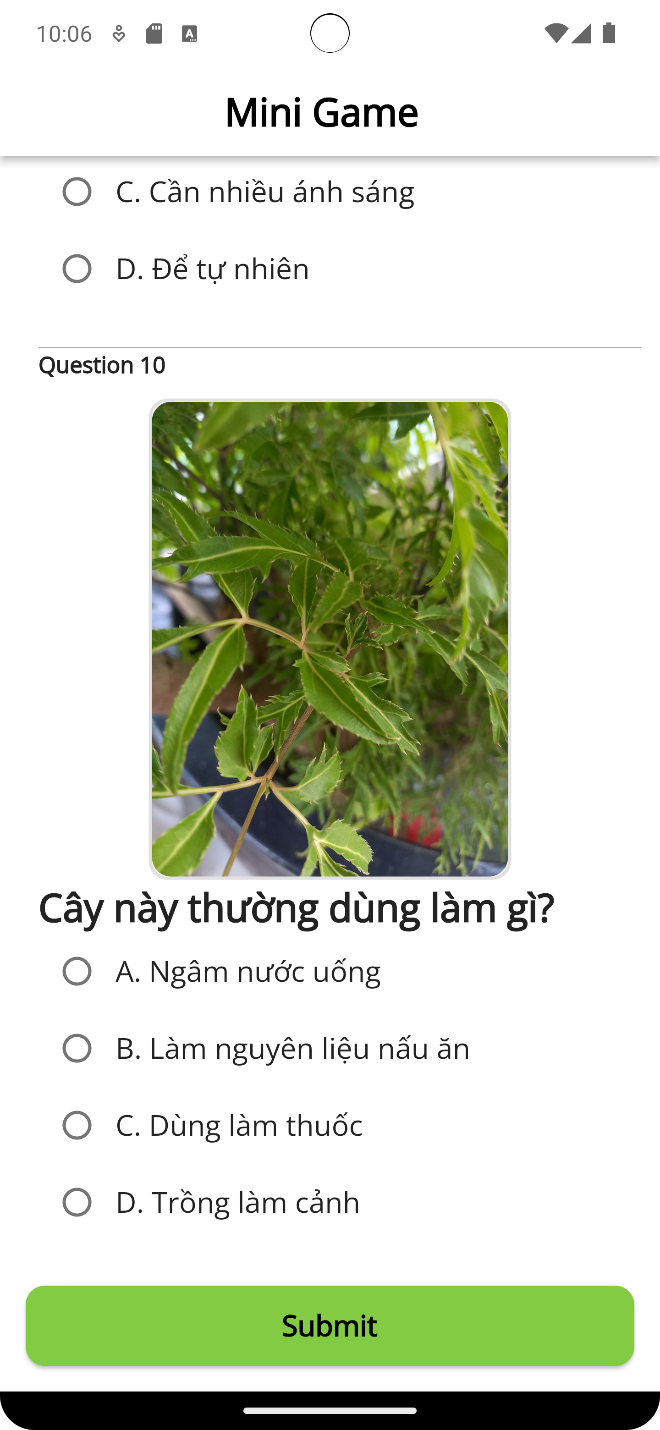 10:06
A
Mini Game
C. Cần nhiều ánh sáng
D. Để tự nhiên
Question 10
Cây này thường dùng làm gì?
A. Ngâm nước uống
B. Làm nguyên liệu nấu ăn
C. Dùng làm thuốc
D. Trồng làm cảnh
Submit